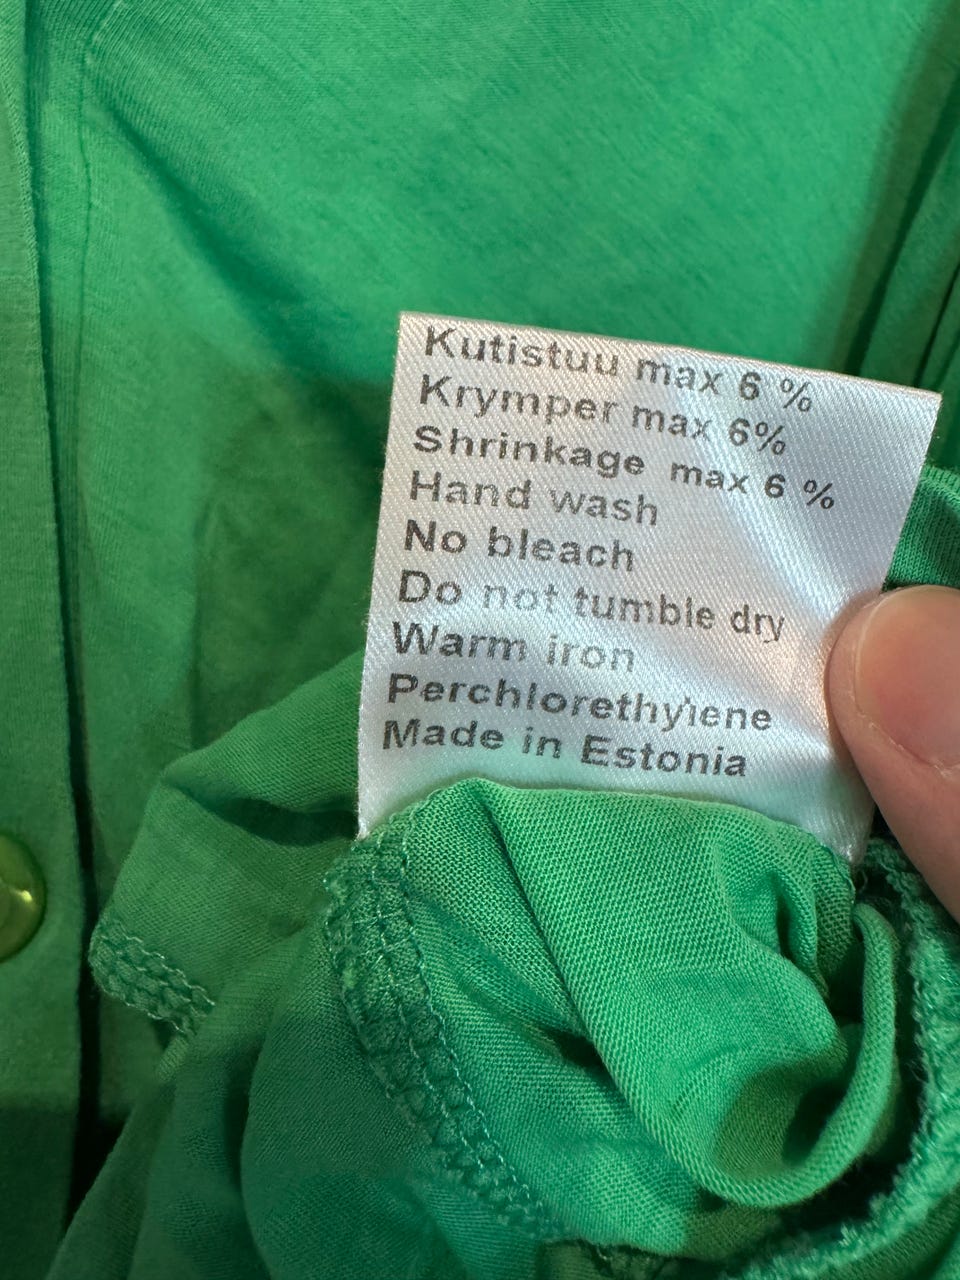 Kutistuu max 6 %
Krymper max 6%
Shrinkage max 6 %
Hand wash
No bleach
Do not tumble dry
Warm iron
Perchlorethylene
Made in Estonia